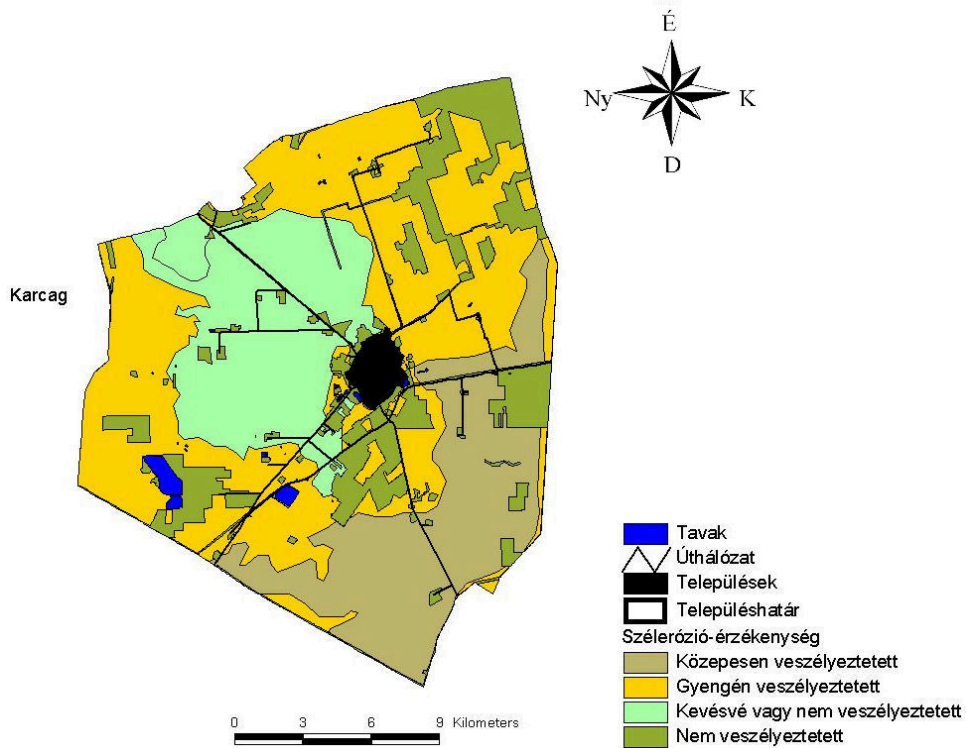 É
Ny
K
D
Karcag
Tavak
Úthálózat
Települések
Településhatár
Szélerózió-érzékenység
Közepesen veszélyeztetett
Gyengén veszélyeztetett
Kevésvé vagy nem veszélyeztetett
Nem veszélyeztetett
0 3 6 9 Kilometers